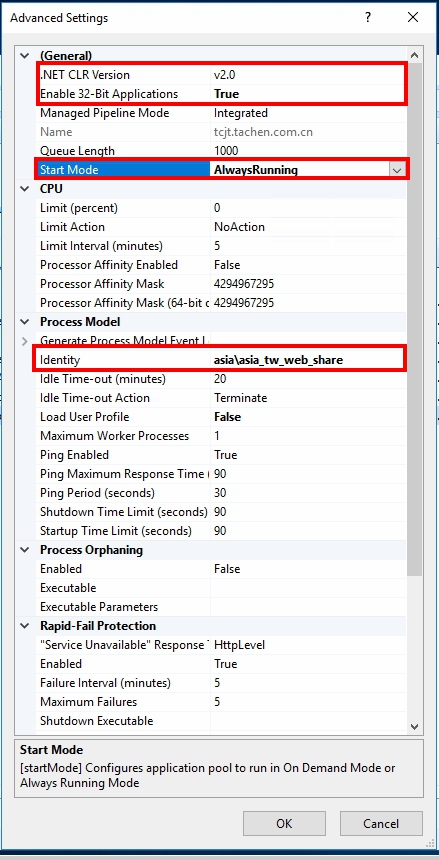 Advanced Settings
(General)
.NET CLR Version v2.0
Enable 32-Bit Applications True
Managed Pipeline Mode Integrated
Name tcjt.tachen.com.cn
Queue Length 1000
Start Mode AlwaysRunning
CPU
Limit (percent) 0
Limit Action NoAction
Limit Interval (minutes) 5
Processor Affinity Enabled False
Processor Affinity Mask 4294967295
Processor Affinity Mask (64-bit c 4294967295
Process Model
Generate Process Model Event L
Identity asia\asia_tw_web_share
Idle Time-out (minutes) 20
Idle Time-out Action Terminate
Load User Profile False
Maximum Worker Processes 1
Ping Enabled True
Ping Maximum Response Time ( 90
Ping Period (seconds) 30
Shutdown Time Limit (seconds) 90
Startup Time Limit (seconds) 90
Process Orphaning
Enabled False
Executable
Executable Parameters
Rapid-Fail Protection
"Service Unavailable" Response T HttpLevel
Enabled True
Failure Interval (minutes) 5
Maximum Failures 5
Shutdown Executable
Start Mode
[startMode] Configures application pool to run in On Demand Mode or
Always Running Mode
OK Cancel